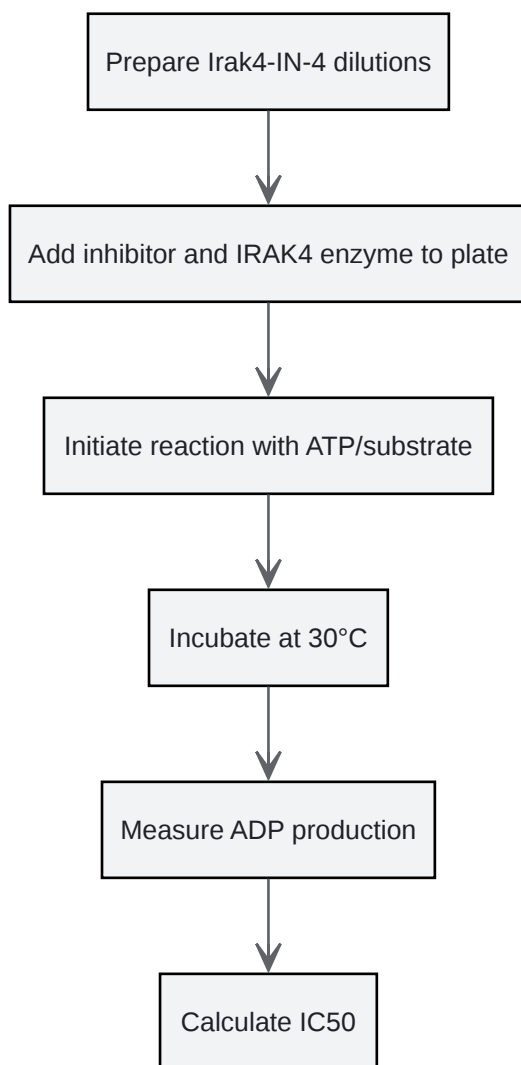 Prepare Irak4-IN-4 dilutions
Add inhibitor and IRAK4 enzyme to plate
Initiate reaction with ATP/substrate
Incubate at 30°C
Measure ADP production
Calculate IC50